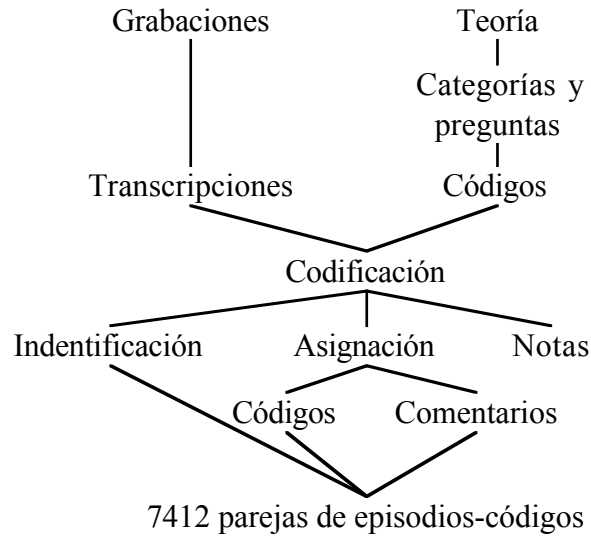 Grabaciones
Teoría
Categorías y
preguntas
Transcripciones
Códigos
Codificación
Indentificación
Asignación
Notas
Códigos
Comentarios
7412 parejas de episodios-códigos